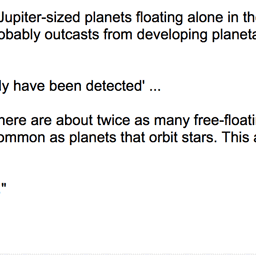 Jupiter-sized planets floating alone in th
obably outcasts from developing planeta
ly have been detected' ...
here are about twice as many free-floati
ommon as planets that orbit stars. This a
"